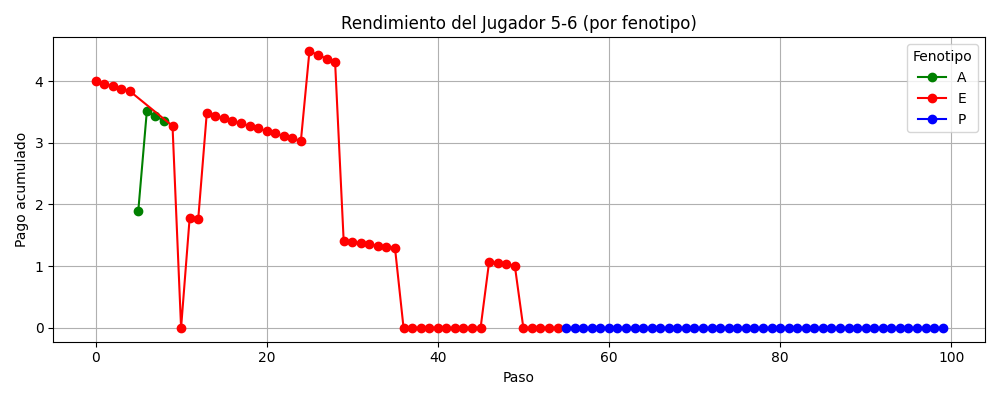 Rendimiento del Jugador 5-6 (por fenotipo)
Pago acumulado
4
3
2
1
0
Fenotipo
A
E
P
0 20 40 60 80 100
Paso